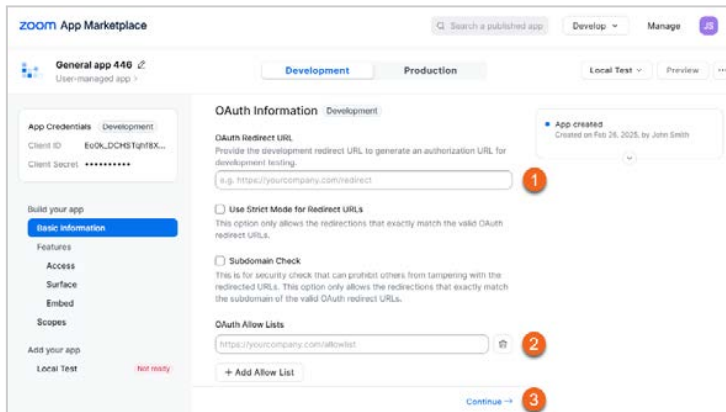 zoom App Marketplace
Search a published app
Develop
Manage
JS
General app 446
User-managed app >
Development
Production
Local Test
Preview
...
App Credentials Development
Client ID Eo0k_DCHSTqhf8X...
Client Secret ••••••••••
Build your app
Basic Information
Features
Access
Surface
Embed
Scopes
Add your app
Local Test Not ready
OAuth Information Development
OAuth Redirect URL
Provide the development redirect URL to generate an authorization URL for
development testing.
e.g. https://yourcompany.com/redirect
1
Use Strict Mode for Redirect URLs
This option only allows the redirections that exactly match the valid OAuth
redirect URLs.
Subdomain Check
This is for security check that can prohibit others from tampering with the
redirected URLs. This option only allows the redirections that exactly match
the subdomain of the valid OAuth redirect URLs.
OAuth Allow Lists
https://yourcompany.com/allowlist
2
+ Add Allow List
Continue →
3
App created
Created on Feb 26, 2025, by John Smith